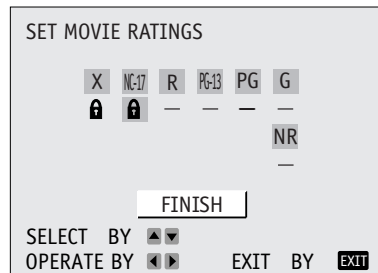 SET MOVIE RATINGS
X NC-17 R PG-13 PG G
NR
FINISH
SELECT BY ▲▼
OPERATE BY ◀▶ EXIT BY EXIT